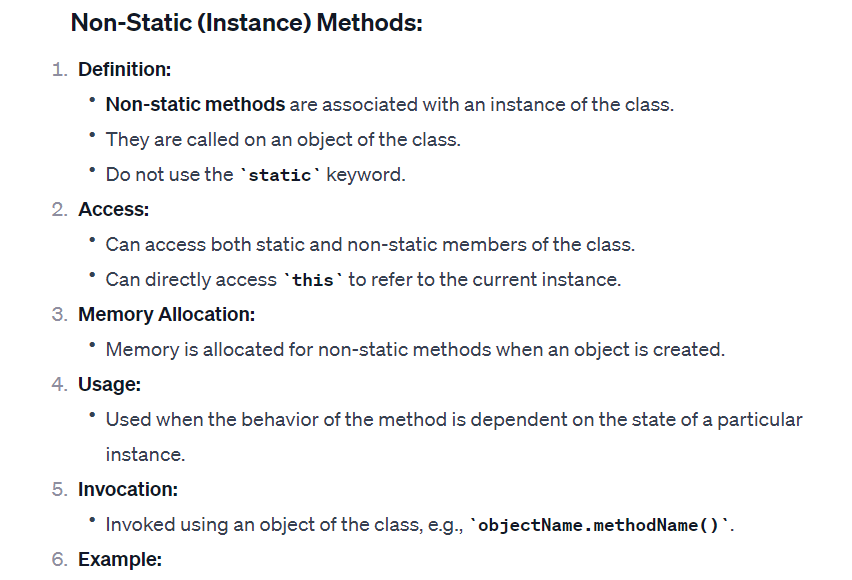 Non-Static (Instance) Methods:
1. Definition:
• Non-static methods are associated with an instance of the class.
• They are called on an object of the class.
• Do not use the `static` keyword.
2. Access:
• Can access both static and non-static members of the class.
• Can directly access `this` to refer to the current instance.
3. Memory Allocation:
• Memory is allocated for non-static methods when an object is created.
4. Usage:
• Used when the behavior of the method is dependent on the state of a particular
instance.
5. Invocation:
• Invoked using an object of the class, e.g., `objectName.methodName()`.
6. Example: